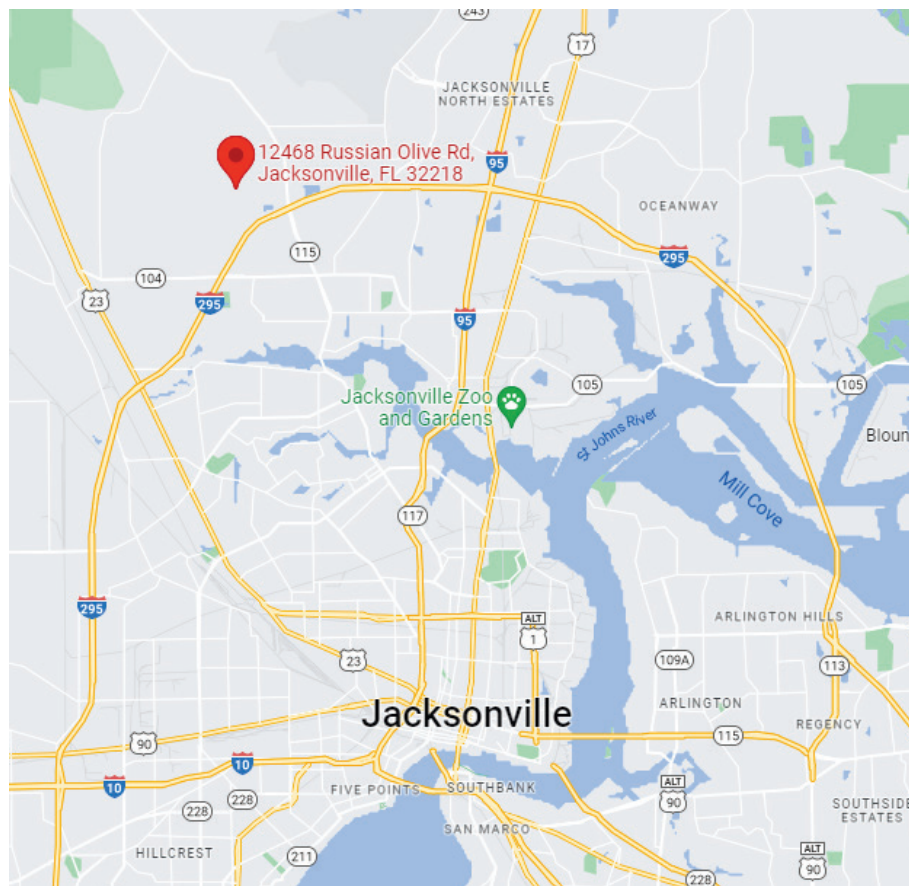 243
17
JACKSONVILLE
NORTH ESTATES
12468 Russian Olive Rd,
Jacksonville, FL 32218
95
OCEANWAY
115
295
104
23
295
95
105
105
Jacksonville Zoo
and Gardens
St Johns River
Bloun
Mill Cove
117
295
ALT
1
ARLINGTON HILLS
109A
113
23
ARLINGTON
Jacksonville
REGENCY
115
90
10
10
ALT
90
FIVE POINTS
SOUTHBANK
228
228
SOUTHSIDE
ESTATES
SAN MARCO
HILLCREST
211
ALT
90
228